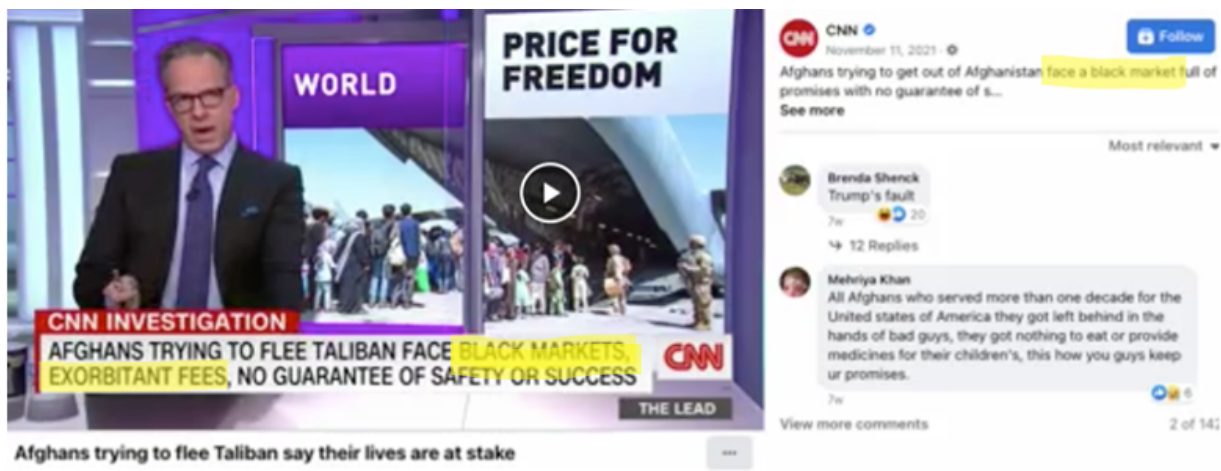 WORLD
PRICE FOR
FREEDOM
CNN INVESTIGATION
AFGHANS TRYING TO FLEE TALIBAN FACE BLACK MARKETS,
EXORBITANT FEES, NO GUARANTEE OF SAFETY OR SUCCESS
CNN
THE LEAD
Afghans trying to flee Taliban say their lives are at stake
CNN
CNN
November 11, 2021
Follow
Afghans trying to get out of Afghanistan face a black market full of
promises with no guarantee of s...
See more
Most relevant
Brenda Shenck
Trump's fault
20
7w
12 Replies
Mehriya Khan
All Afghans who served more than one decade for the
United states of America they got left behind in the
hands of bad guys, they got nothing to eat or provide
medicines for their children's, this how you guys keep
ur promises.
6
7w
View more comments
2 of 142